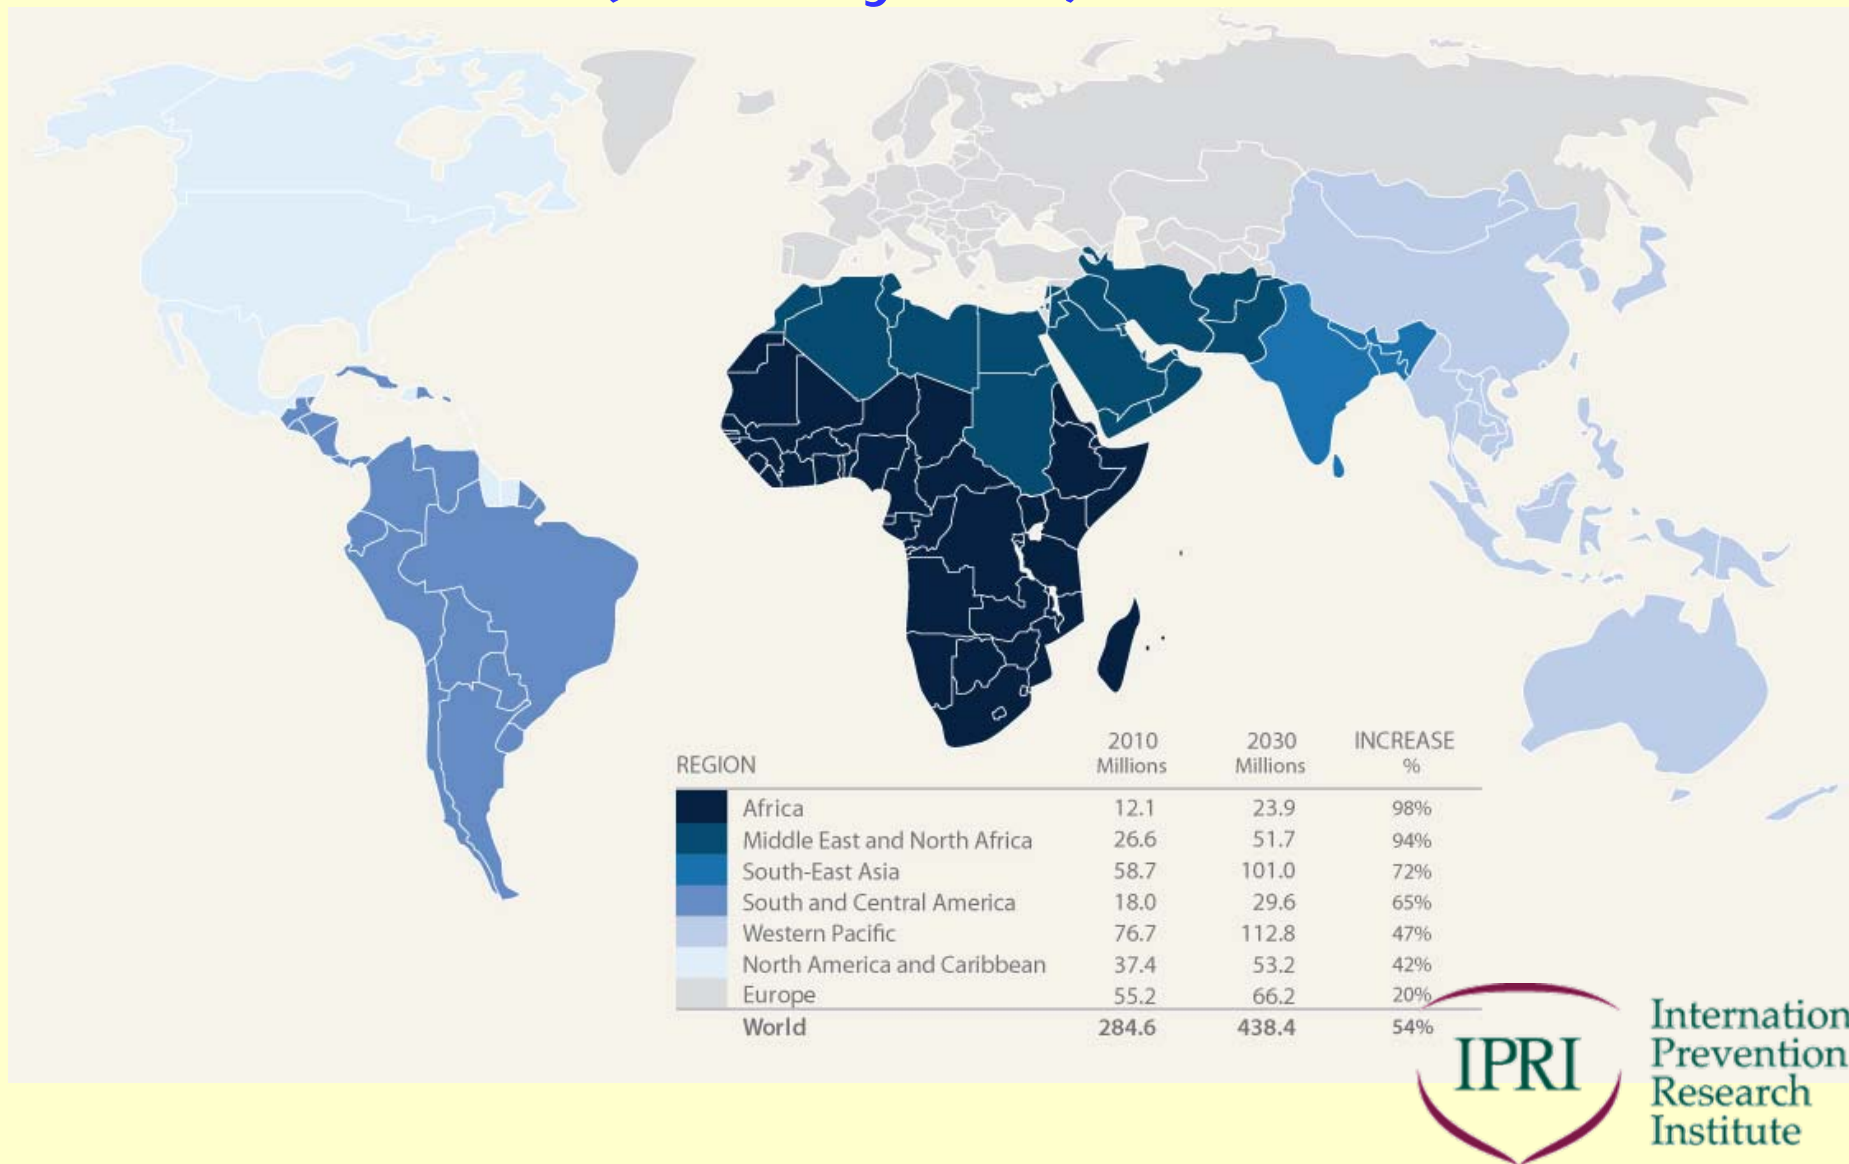 REGION 2010 Millions 2030 Millions INCREASE %
Africa 12.1 23.9 98%
Middle East and North Africa 26.6 51.7 94%
South-East Asia 58.7 101.0 72%
South and Central America 18.0 29.6 65%
Western Pacific 76.7 112.8 47%
North America and Caribbean 37.4 53.2 42%
Europe 55.2 66.2 20%
World 284.6 438.4 54%
IPRI
Internation
Prevention
Research
Institute